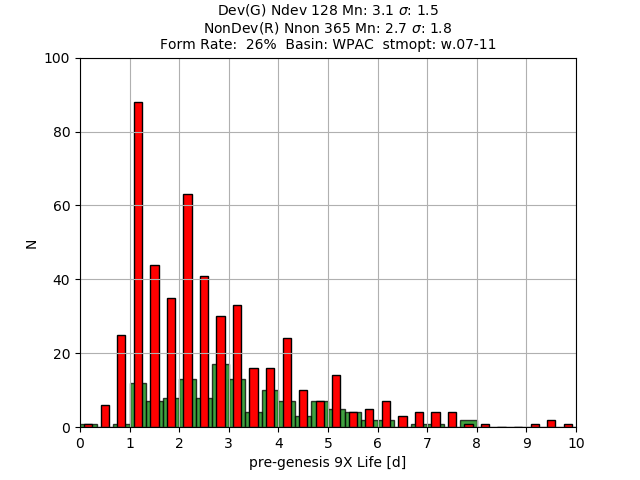 Dev(G) Ndev 128 Mn: 3.1 σ: 1.5
NonDev(R) Nnon 365 Mn: 2.7 σ: 1.8
Form Rate:  26%  Basin: WPAC  stmopt: w.07-11
100
80
60
40
20
0
N
0 1 2 3 4 5 6 7 8 9 10
pre-genesis 9X Life [d]